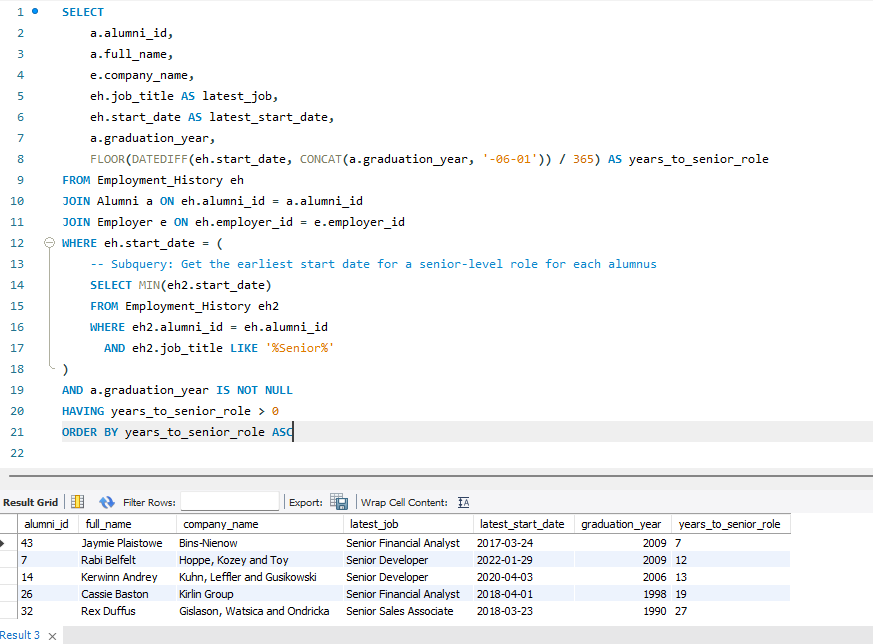 1 SELECT
2 a.alumni_id,
3 a.full_name,
4 e.company_name,
5 eh.job_title AS latest_job,
6 eh.start_date AS latest_start_date,
7 a.graduation_year,
8 FLOOR(DATEDIFF(eh.start_date, CONCAT(a.graduation_year, '-06-01')) / 365) AS years_to_senior_role
9 FROM Employment_History eh
10 JOIN Alumni a ON eh.alumni_id = a.alumni_id
11 JOIN Employer e ON eh.employer_id = e.employer_id
12 WHERE eh.start_date = (
13 -- Subquery: Get the earliest start date for a senior-level role for each alumnus
14 SELECT MIN(eh2.start_date)
15 FROM Employment_History eh2
16 WHERE eh2.alumni_id = eh.alumni_id
17 AND eh2.job_title LIKE '%Senior%'
18 )
19 AND a.graduation_year IS NOT NULL
20 HAVING years_to_senior_role > 0
21 ORDER BY years_to_senior_role ASC
22
Result Grid Filter Rows: Export: Wrap Cell Content:
alumni_id full_name company_name latest_job latest_start_date graduation_year years_to_senior_role
43 Jaymie Plaistowe Bins-Nienow Senior Financial Analyst 2017-03-24 2009 7
7 Rabi Belfelt Hoppe, Kozey and Toy Senior Developer 2022-01-29 2009 12
14 Kerwinn Andrey Kuhn, Leffler and Gusikowski Senior Developer 2020-04-03 2006 13
26 Cassie Baston Kirlin Group Senior Financial Analyst 2018-04-01 1998 19
32 Rex Duffus Gislason, Watsica and Ondricka Senior Sales Associate 2018-03-23 1990 27
Result 3